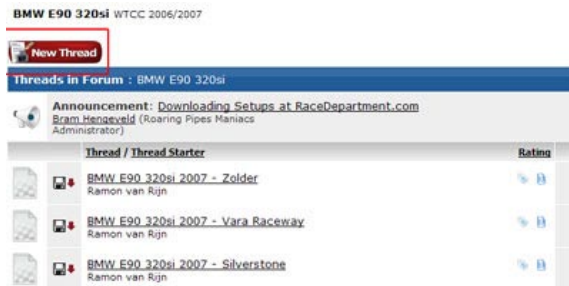 BMW E90 320si WTCC 2006/2007
New Thread
Threads in Forum : BMW E90 320si
Announcement: Downloading Setups at RaceDepartment.com
Bram Hengeveld (Roaring Pipes Maniacs
Administrator)
Thread / Thread Starter Rating
BMW E90 320si 2007 - Zolder
Ramon van Rijn
BMW E90 320si 2007 - Vara Raceway
Ramon van Rijn
BMW E90 320si 2007 - Silverstone
Ramon van Rijn